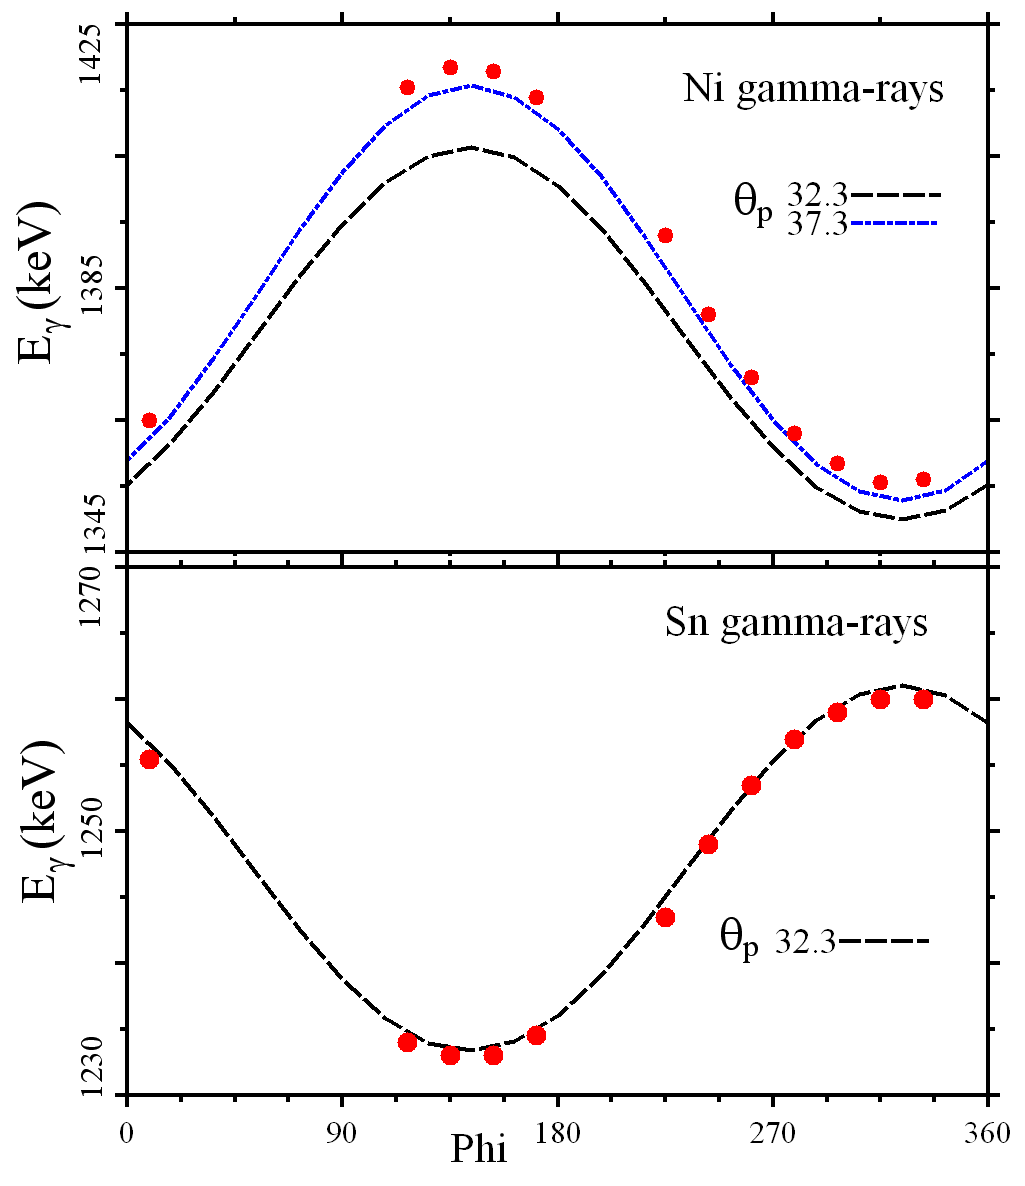 1425
Ni gamma-rays
θp 32.3
37.3
Eγ (keV)
1385
1345
1270
Sn gamma-rays
Eγ (keV)
1250
θp 32.3
1230
0 90 180 270 360
Phi